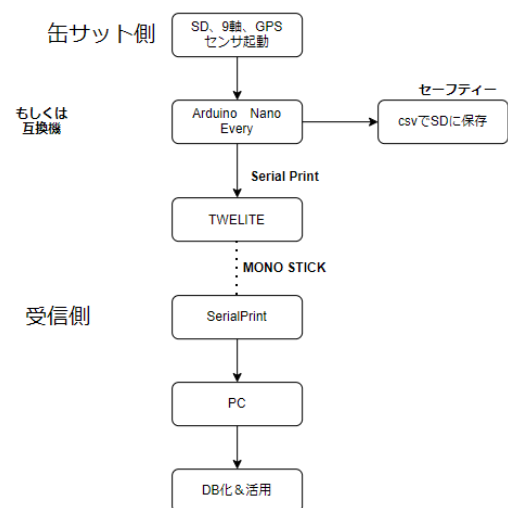 缶サット側
SD、9軸、GPS
センサ起動
もしくは
互換機
Arduino　Nano
Every
セーフティー
csvでSDに保存
Serial Print
TWELITE
MONO STICK
受信側
SerialPrint
PC
DB化＆活用